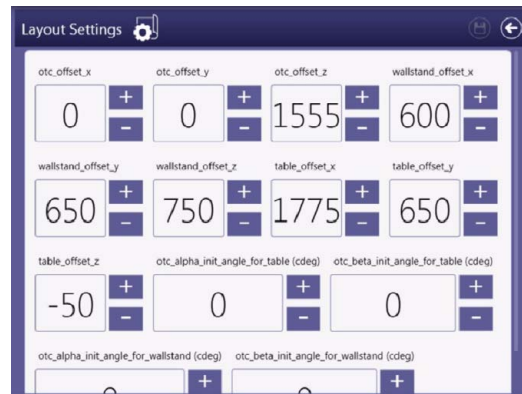 Layout Settings
otc_offset_x otc_offset_y otc_offset_z wallstand_offset_x
0 0 1555 600
wallstand_offset_y wallstand_offset_z table_offset_x table_offset_y
650 750 1775 650
table_offset_z otc_alpha_init_angle_for_table (cdeg) otc_beta_init_angle_for_table (cdeg)
-50 0 0
otc_alpha_init_angle_for_wallstand (cdeg) otc_beta_init_angle_for_wallstand (cdeg)